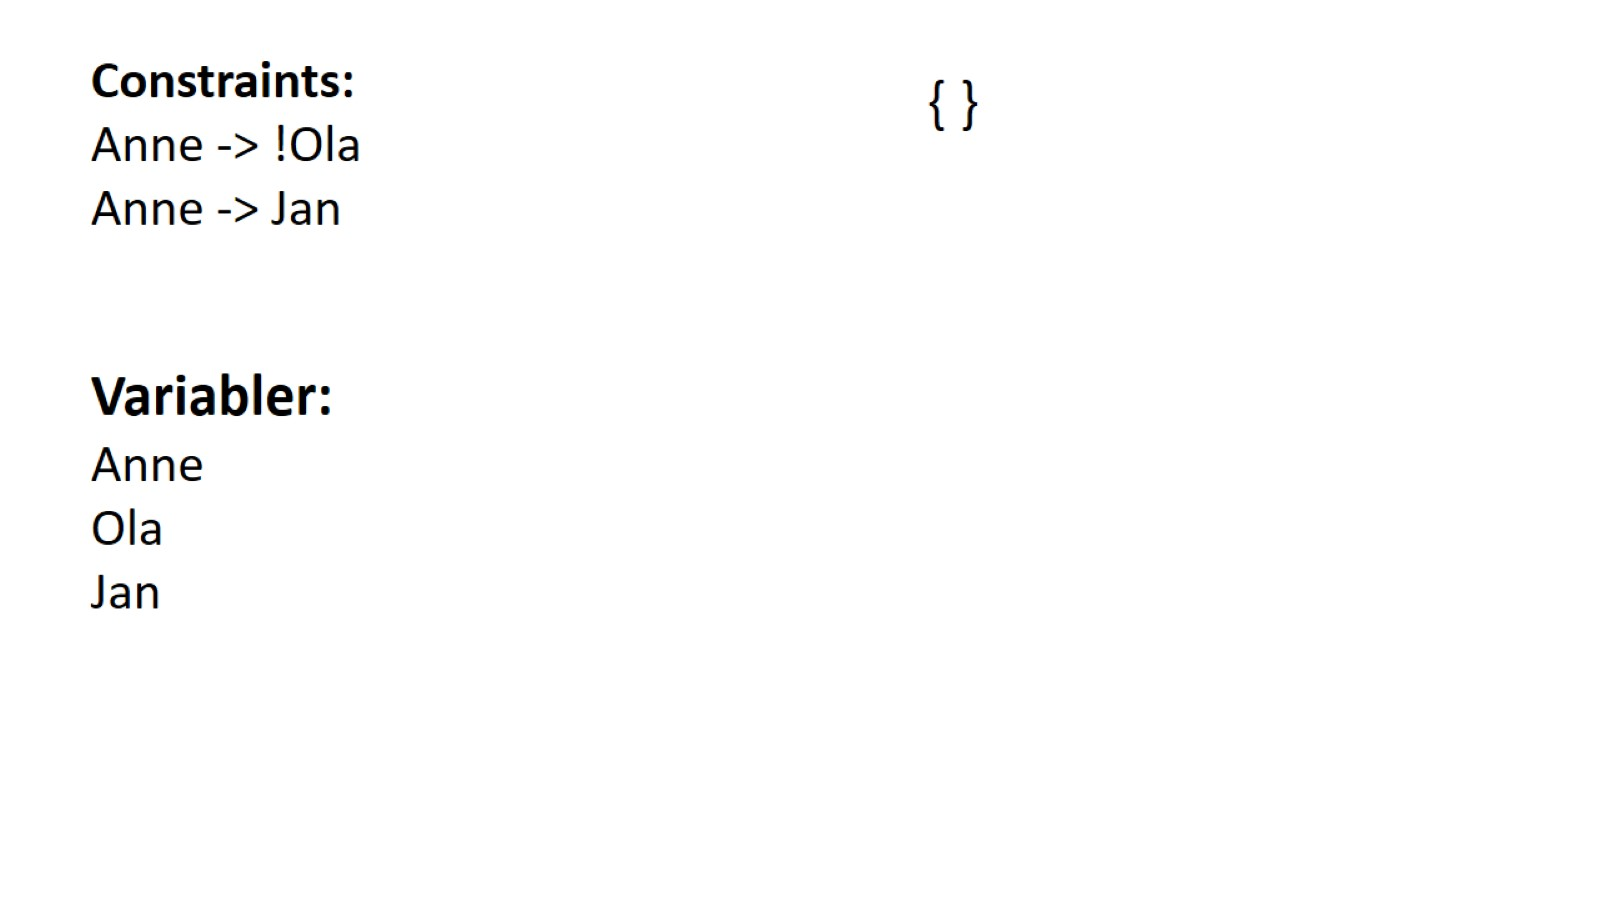 Constraints:
Anne -> !Ola
Anne -> Jan
Variabler:
Anne
Ola
Jan
{ }